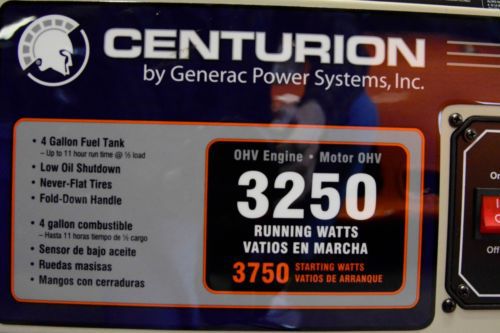 CENTURION
by Generac Power Systems, Inc.
• 4 Gallon Fuel Tank
– Up to 11 hour run time @ ½ load
• Low Oil Shutdown
• Never-Flat Tires
• Fold-Down Handle
• 4 gallon combustible
– Hasta 11 horas tiempo de ½ cargo
• Sensor de bajo aceite
• Ruedas masisas
• Mangos con cerraduras
OHV Engine • Motor OHV
3250
RUNNING WATTS
VATIOS EN MARCHA
3750 STARTING WATTS
VATIOS DE ARRANQUE
Off